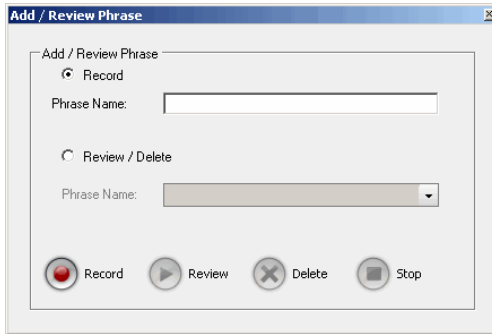 Add / Review Phrase
Add / Review Phrase
Record
Phrase Name:
Review / Delete
Phrase Name:
Record Review Delete Stop